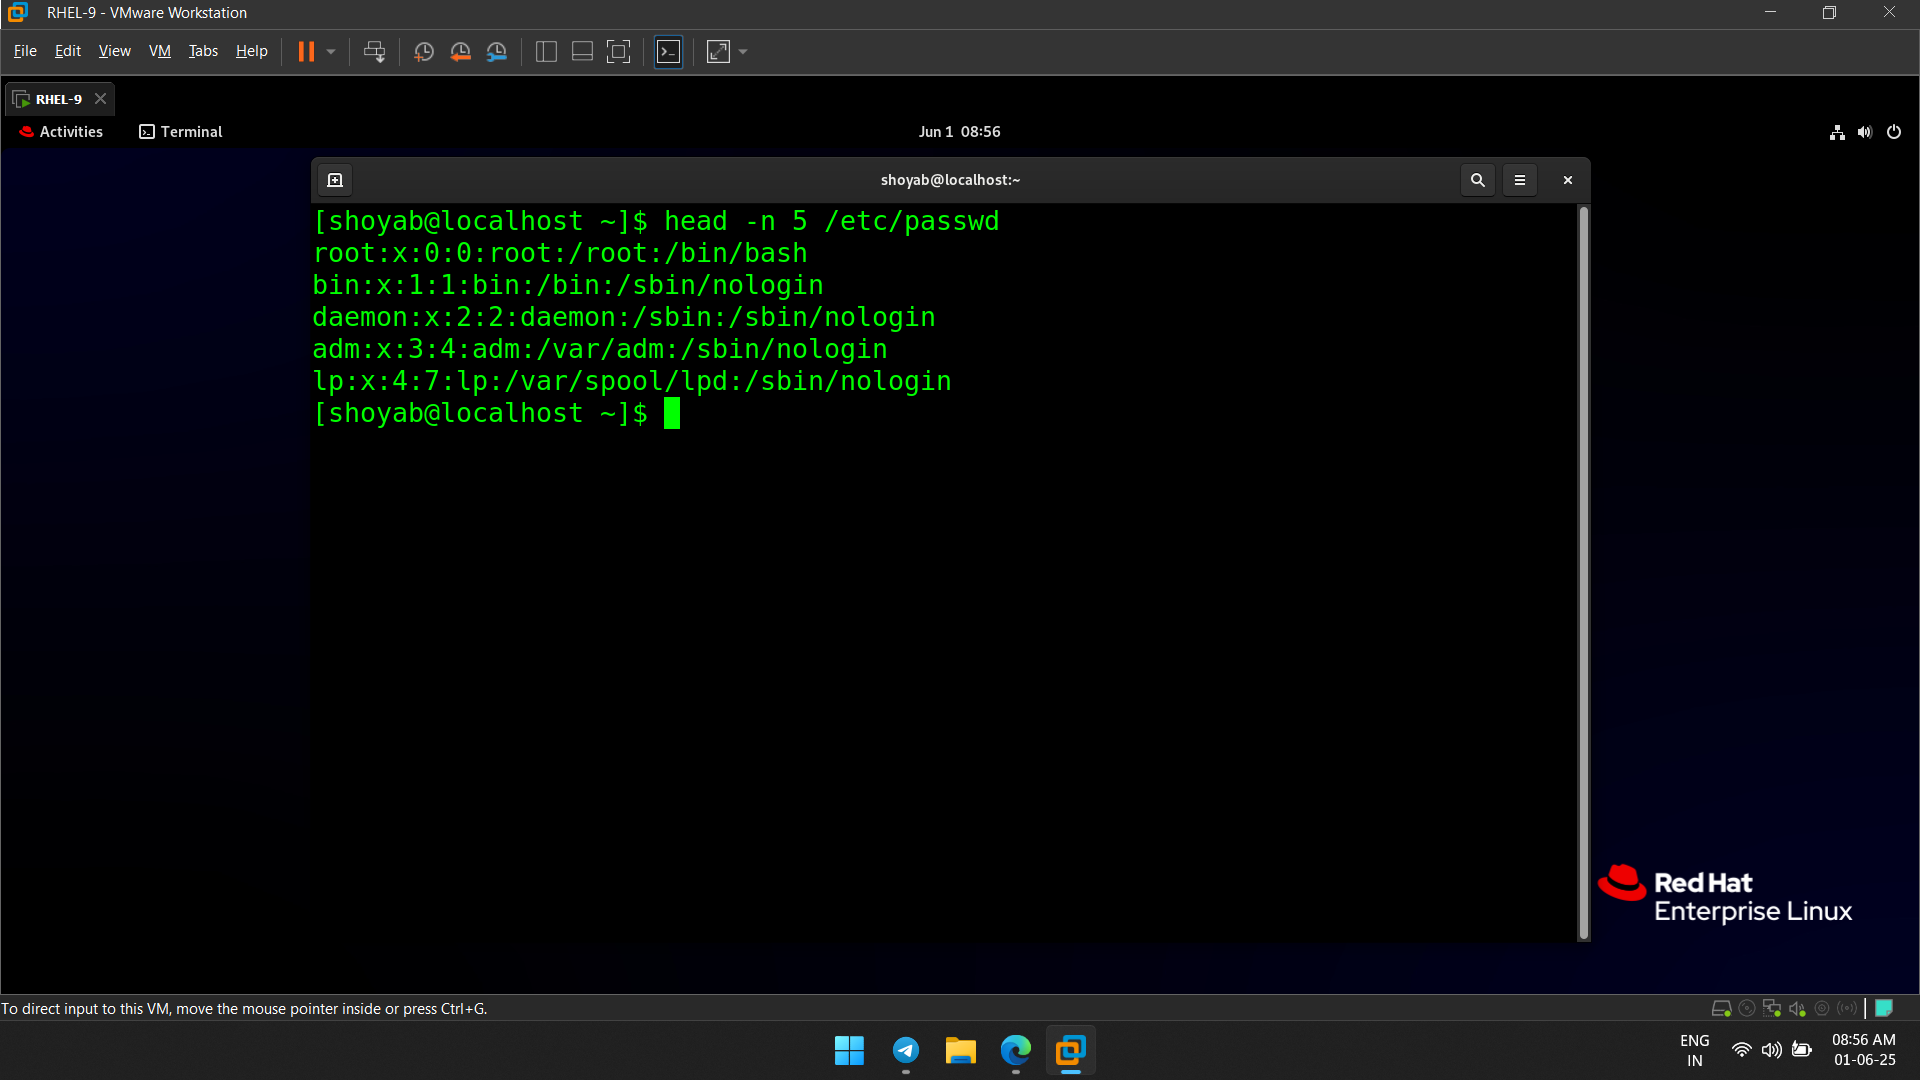 RHEL-9 - VMware Workstation
File Edit View VM Tabs Help
RHEL-9
Activities Terminal Jun 1 08:56
shoyab@localhost:~
[shoyab@localhost ~]$ head -n 5 /etc/passwd
root:x:0:0:root:/root:/bin/bash
bin:x:1:1:bin:/bin:/sbin/nologin
daemon:x:2:2:daemon:/sbin:/sbin/nologin
adm:x:3:4:adm:/var/adm:/sbin/nologin
lp:x:4:7:lp:/var/spool/lpd:/sbin/nologin
[shoyab@localhost ~]$
Red Hat
Enterprise Linux
To direct input to this VM, move the mouse pointer inside or press Ctrl+G.
ENG 08:56 AM
IN 01-06-25